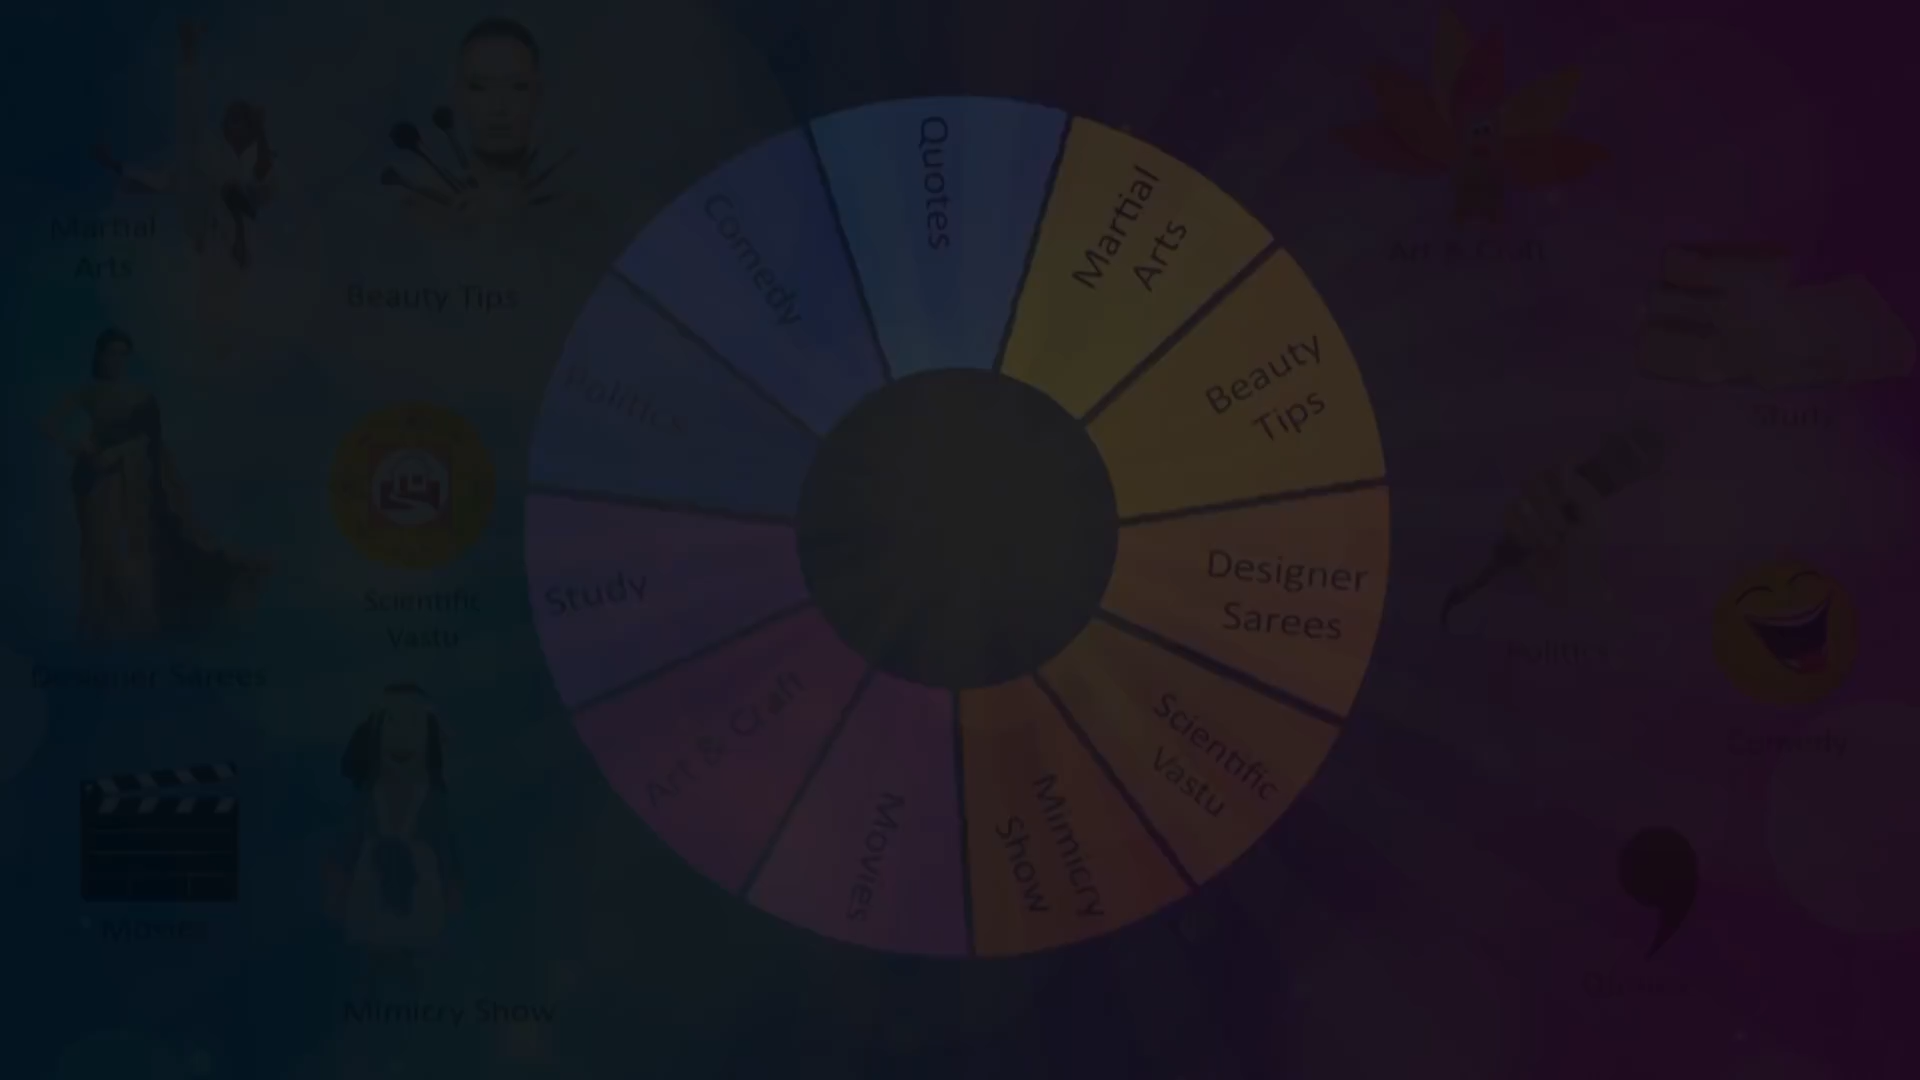 Martial
Arts
Beauty Tips
Designer Sarees
Scientific
Vastu
Movies
Mimicry Show
Quotes
Martial
Arts
Beauty
Tips
Designer
Sarees
Scientific
Vastu
Mimicry
Show
Movies
Art & Craft
Study
Politics
Comedy
Art & Craft
Study
Politics
Comedy
Quotes